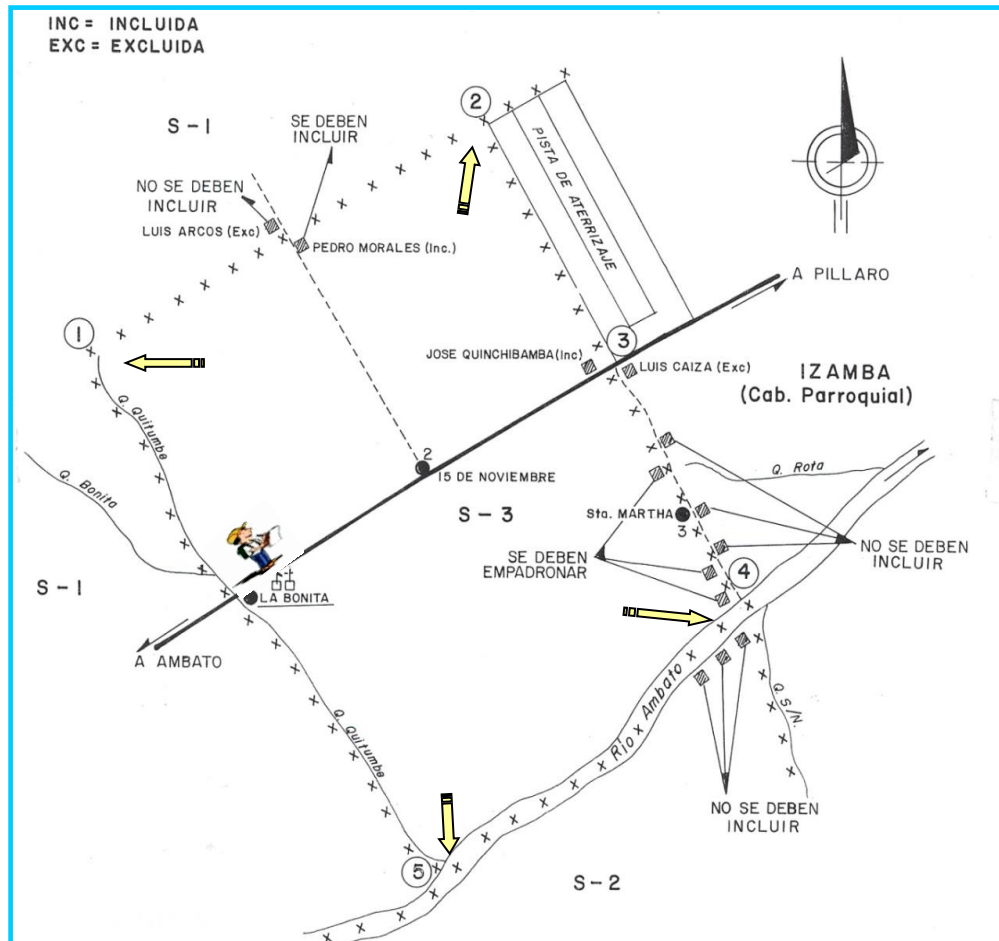 INC = INCLUIDA
EXC = EXCLUIDA
S - 1
SE DEBEN
INCLUIR
2
PISTA DE ATERRIZAJE
NO SE DEBEN
INCLUIR
LUIS ARCOS (Exc)
PEDRO MORALES (Inc.)
A PILLARO
1
3
JOSE QUINCHIBAMBA (Inc)
LUIS CAIZA (Exc)
IZAMBA
(Cab. Parroquial)
Q. Quitumbe
Q. Bonita
2
15 DE NOVIEMBRE
Q. Rota
S - 3
Sta. MARTHA
3
SE DEBEN
EMPADRONAR
NO SE DEBEN
INCLUIR
4
S - 1
LA BONITA
A AMBATO
Q. Quitumbe
Río Ambato
Q. S/N.
NO SE DEBEN
INCLUIR
5
S - 2